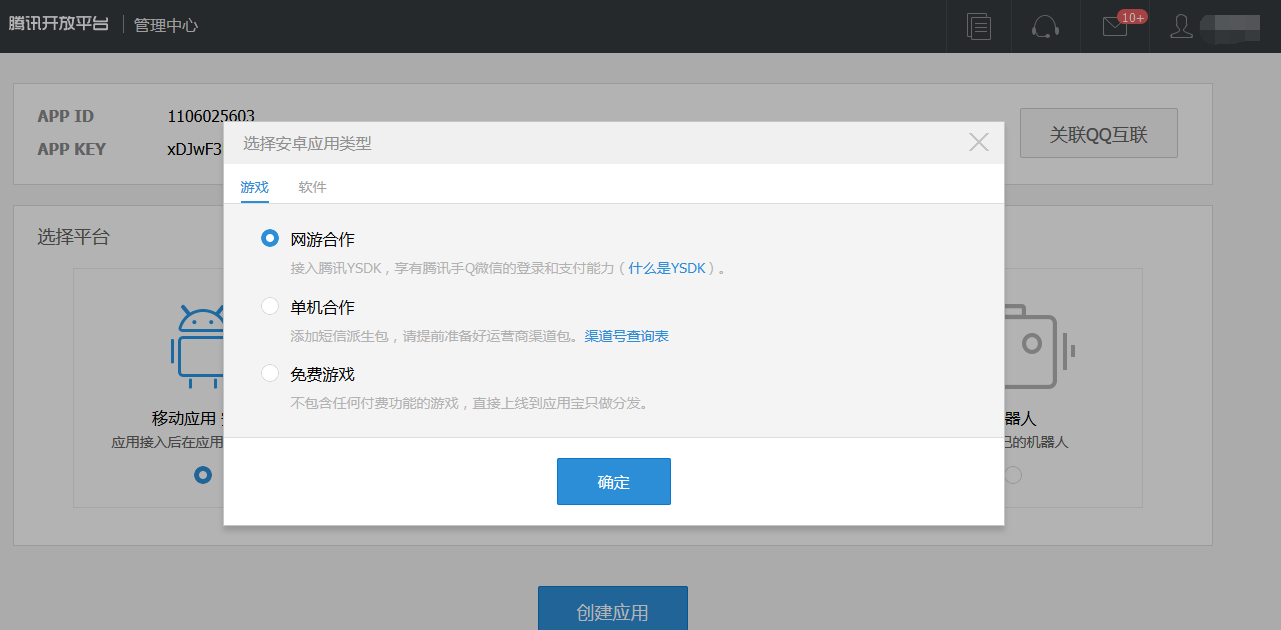 腾讯开放平台 管理中心 10+
APP ID 1106025603
APP KEY xDJwF3
关联QQ互联
选择安卓应用类型
游戏 软件
选择平台
网游合作
接入腾讯YSDK，享有腾讯手Q微信的登录和支付能力（什么是YSDK）。
单机合作
添加短信派生包，请提前准备好运营商渠道包。渠道号查询表
免费游戏
不包含任何付费功能的游戏，直接上线到应用宝只做分发。
移动应用 器人
应用接入后在应用 的机器人
确定
创建应用